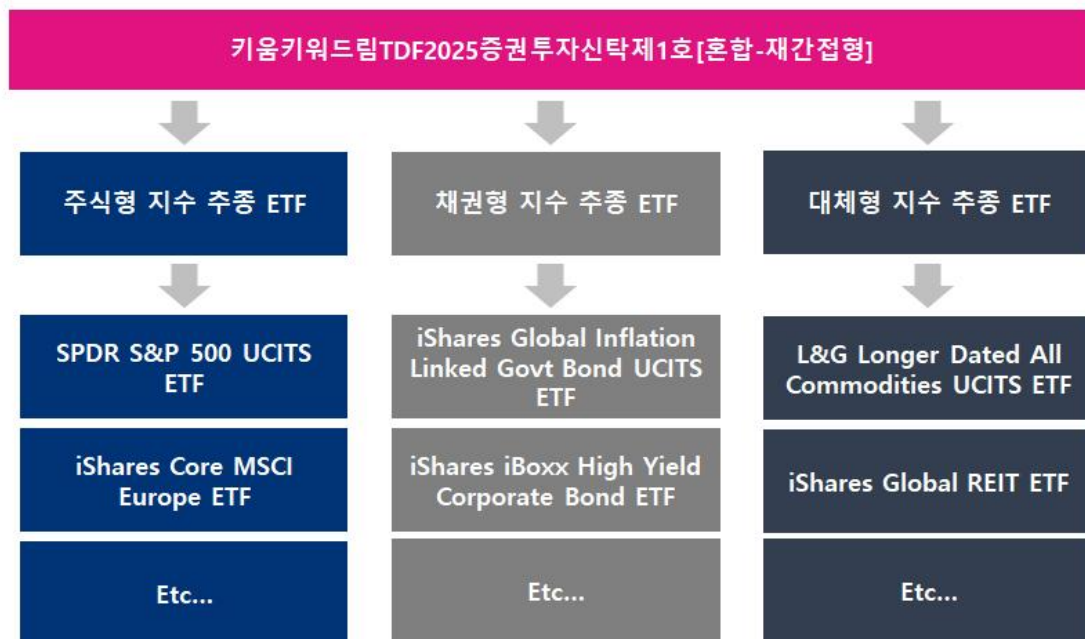 키움키워드림TDF2025증권투자신탁제1호[혼합-재간접형]
주식형 지수 추종 ETF
채권형 지수 추종 ETF
대체형 지수 추종 ETF
SPDR S&P 500 UCITS
ETF
iShares Global Inflation
Linked Govt Bond UCITS
ETF
L&G Longer Dated All
Commodities UCITS ETF
iShares Core MSCI
Europe ETF
iShares iBoxx High Yield
Corporate Bond ETF
iShares Global REIT ETF
Etc...
Etc...
Etc...